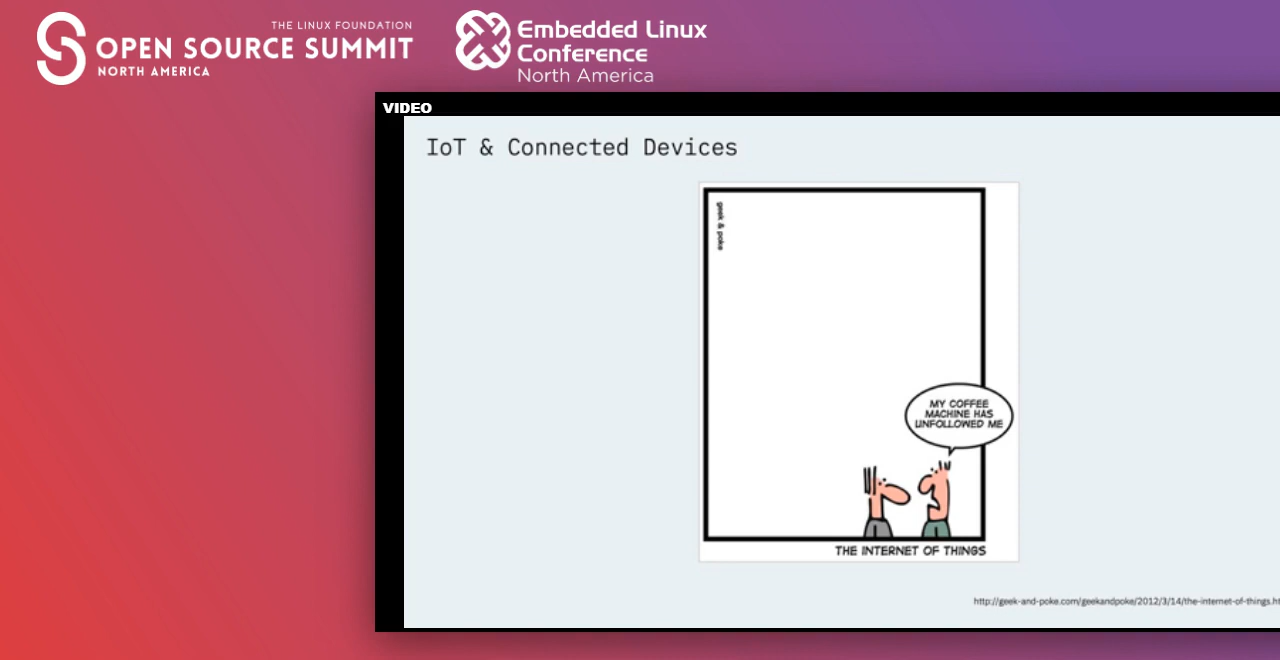 THE LINUX FOUNDATION
OPEN SOURCE SUMMIT
NORTH AMERICA
Embedded Linux
Conference
North America
VIDEO
IoT & Connected Devices
geek & poke
MY COFFEE
MACHINE HAS
UNFOLLOWED ME
THE INTERNET OF THINGS
http://geek-and-poke.com/geekandpoke/2012/3/14/the-internet-of-things.ht